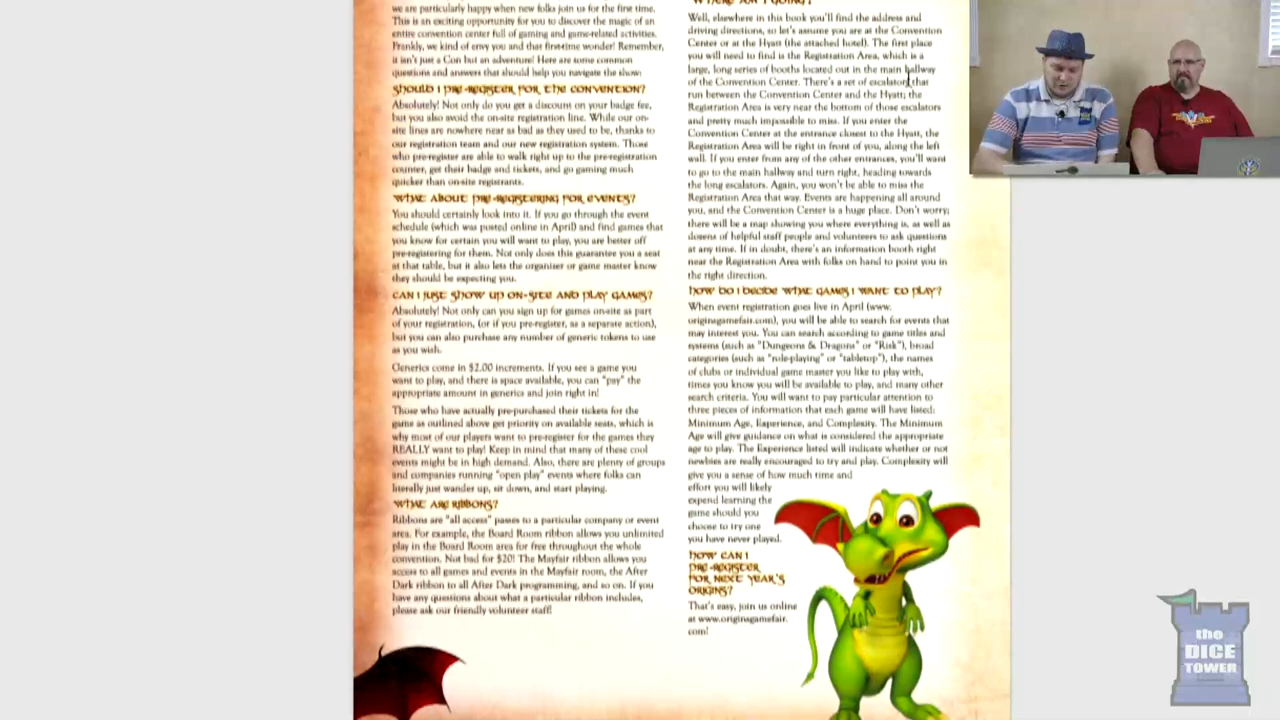 we are particularly happy when new folks join us for the first time.
This is an exciting opportunity for you to discover the magic of an
entire convention center full of gaming and game-related activities.
Frankly, we kind of envy you and that first-time wonder! Remember,
it isn't just a Con but an adventure! Here are some common
questions and answers that should help you navigate the show:
Should I pre-register for the convention?
Absolutely! Not only do you get a discount on your badge fee,
but you also avoid the on-site registration line. While our on-
site lines are nowhere near as bad as they used to be, thanks to
our registration team and our new registration system. Those
who pre-register are able to walk right up to the pre-registration
counter, get their badge and tickets, and go gaming much
quicker than on-site registrants.
What about pre-registering for events?
You should certainly look into it. If you go through the event
schedule (which was posted online in April) and find games that
you know for certain you will want to play, you are better off
pre-registering for them. Not only does this guarantee you a seat
at that table, but it also lets the organizer or game master know
they should be expecting you.
Can I just show up on-site and play games?
Absolutely! Not only can you sign up for games on-site as part
of your registration, (or if you pre-register, as a separate action),
but you can also purchase any number of generic tokens to use
as you wish.
Generics come in $2.00 increments. If you see a game you
want to play, and there is space available, you can "pay" the
appropriate amount in generics and join right in!
Those who have actually pre-purchased their tickets for the
game as outlined above get priority on available seats, which is
why most of our players want to pre-register for the games they
REALLY want to play! Keep in mind that many of these cool
events might be in high demand. Also, there are plenty of groups
and companies running "open play" events where folks can
literally just wander up, sit down, and start playing.
What are ribbons?
Ribbons are "all access" passes to a particular company or event
area. For example, the Board Room ribbon allows you unlimited
play in the Board Room area for free throughout the whole
convention. Not bad for $20! The Mayfair ribbon allows you
access to all games and events in the Mayfair room, the After
Dark ribbon to all After Dark programming, and so on. If you
have any questions about what a particular ribbon includes,
please ask our friendly volunteer staff!
Where am I going?
Well, elsewhere in this book you'll find the address and
driving directions, so let's assume you are at the Convention
Center or at the Hyatt (the attached hotel). The first place
you will need to find is the Registration Area, which is a
large, long series of booths located out in the main hallway
of the Convention Center. There's a set of escalators that
run between the Convention Center and the Hyatt; the
Registration Area is very near the bottom of those escalators
and pretty much impossible to miss. If you enter the
Convention Center at the entrance closest to the Hyatt, the
Registration Area will be right in front of you, along the left
wall. If you enter from any of the other entrances, you'll want
to go to the main hallway and turn right, heading towards
the long escalators. Again, you won't be able to miss the
Registration Area that way. Events are happening all around
you, and the Convention Center is a huge place. Don't worry;
there will be a map showing you where everything is, as well as
dozens of helpful staff people and volunteers to ask questions
at any time. If in doubt, there's an information booth right
near the Registration Area with folks on hand to point you in
the right direction.
How do I decide what games I want to play?
When event registration goes live in April (www.
originsgamefair.com), you will be able to search for events that
may interest you. You can search according to game titles and
systems (such as "Dungeons & Dragons" or "Risk"), broad
categories (such as "role-playing" or "tabletop"), the names
of clubs or individual game master you like to play with,
times you know you will be available to play, and many other
search criteria. You will want to pay particular attention to
three pieces of information that each game will have listed:
Minimum Age, Experience, and Complexity. The Minimum
Age will give guidance on what is considered the appropriate
age to play. The Experience listed will indicate whether or not
newbies are really encouraged to try and play. Complexity will
give you a sense of how much time and
effort you will likely
expend learning the
game should you
choose to try one
you have never played.
How can I
pre-register
for next year's
Origins?
That's easy, join us online
at www.originsgamefair.
com!
the
DICE
TOWER